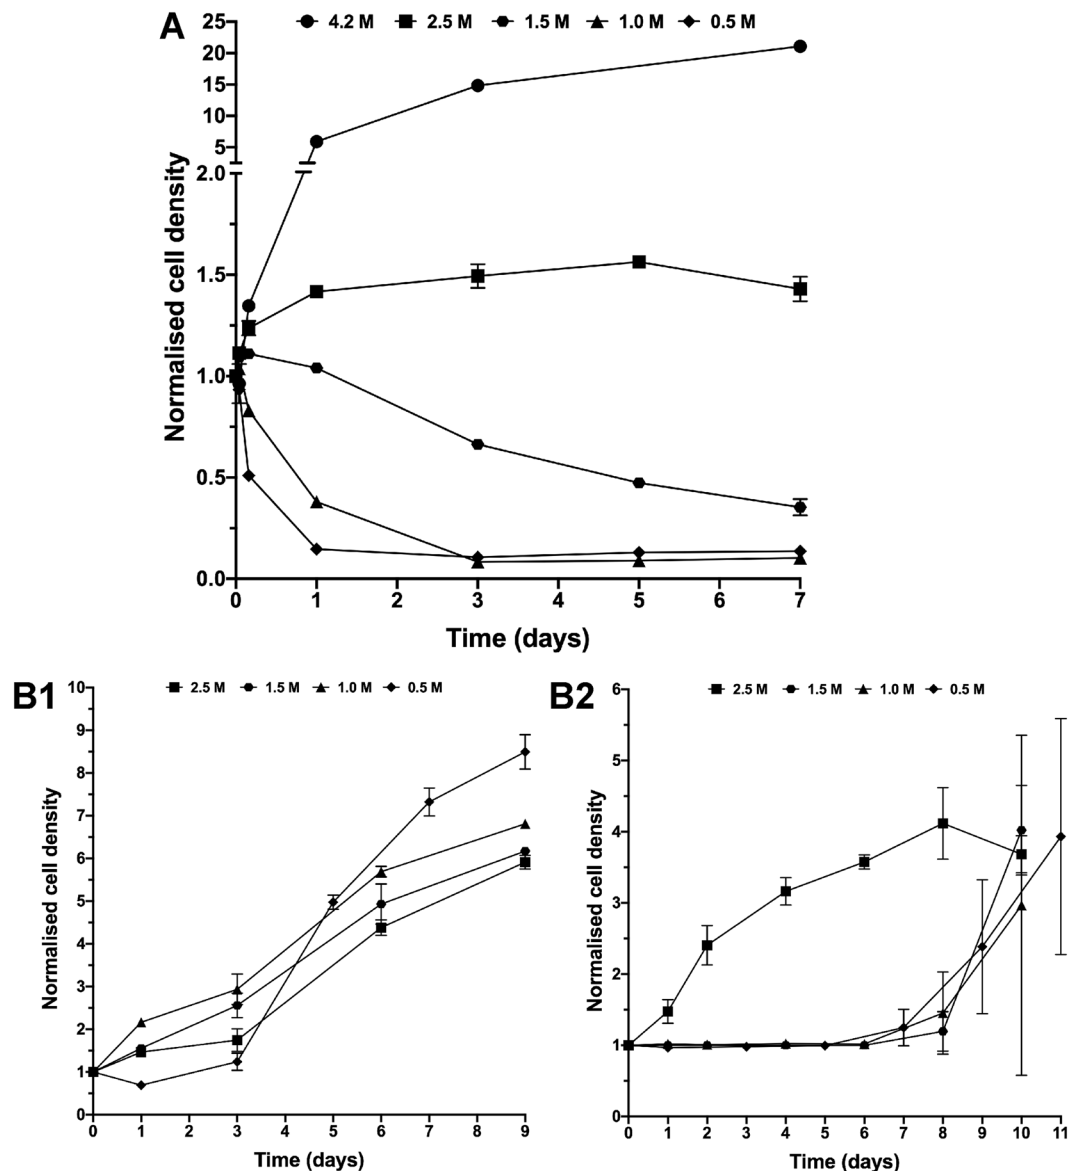 A
4.2 M 2.5 M 1.5 M 1.0 M 0.5 M
25
20
15
10
5
2.0
1.5
1.0
0.5
0.0
Normalised cell density
0 1 2 3 4 5 6 7
Time (days)
B1
2.5 M 1.5 M 1.0 M 0.5 M
10
9
8
7
6
5
4
3
2
1
0
Normalised cell density
0 1 2 3 4 5 6 7 8 9
Time (days)
B2
2.5 M 1.5 M 1.0 M 0.5 M
6
5
4
3
2
1
0
Normalised cell density
0 1 2 3 4 5 6 7 8 9 10 11
Time (days)